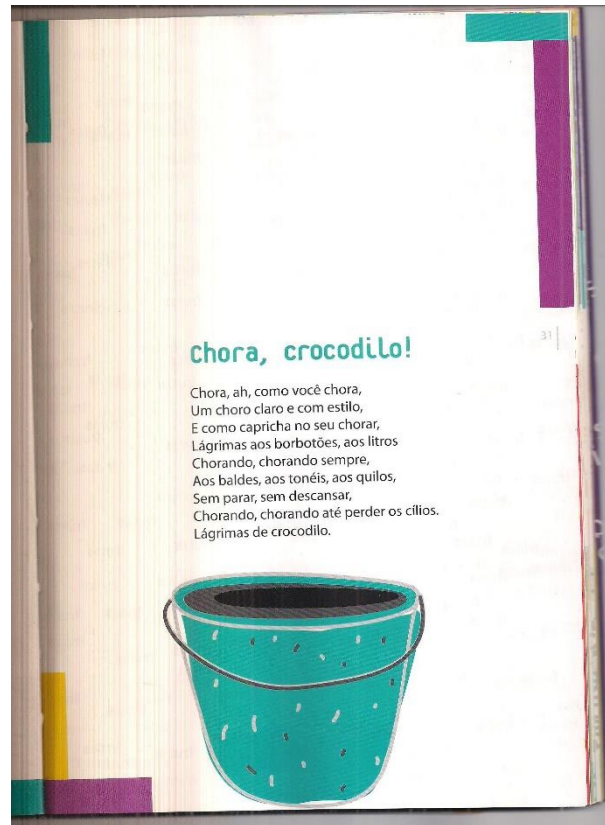 31
Chora, crocodilo!
Chora, ah, como você chora,
Um choro claro e com estilo,
E como capricha no seu chorar,
Lágrimas aos borbotões, aos litros
Chorando, chorando sempre,
Aos baldes, aos tonéis, aos quilos,
Sem parar, sem descansar,
Chorando, chorando até perder os cílios.
Lágrimas de crocodilo.